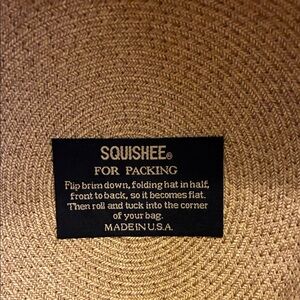 SQUISHEE®
FOR PACKING
Flip brim down, folding hat in half,
front to back, so it becomes flat.
Then roll and tuck into the corner
of your bag.
MADE IN U.S.A.